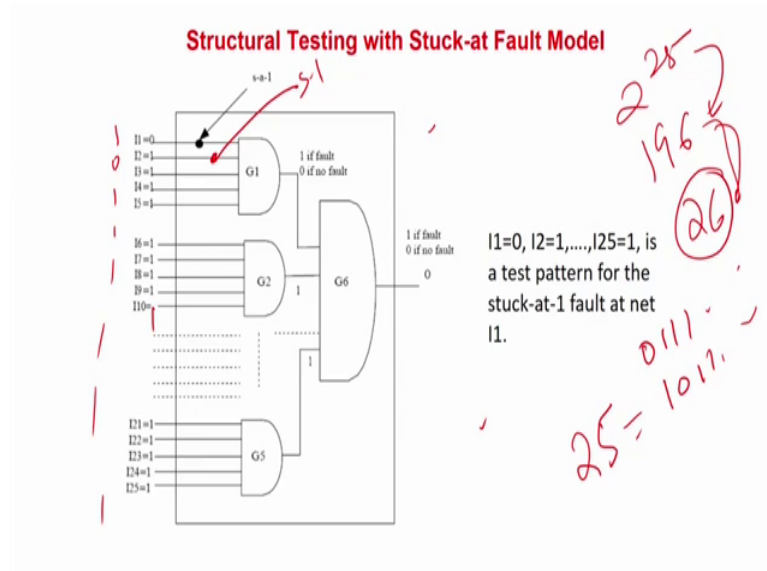 Structural Testing with Stuck-at Fault Model
s-a-1
s-1
2^25
196
26
I1=0
I2=1
I3=1
I4=1
I5=1
G1
1 if fault
0 if no fault
1
0
1
1
1
I6=1
I7=1
I8=1
I9=1
I10=1
G2
1
G6
1 if fault
0 if no fault
0
1
I21=1
I22=1
I23=1
I24=1
I25=1
G5
I1=0, I2=1,....,I25=1, is
a test pattern for the
stuck-at-1 fault at net
I1.
0111
1011
25=